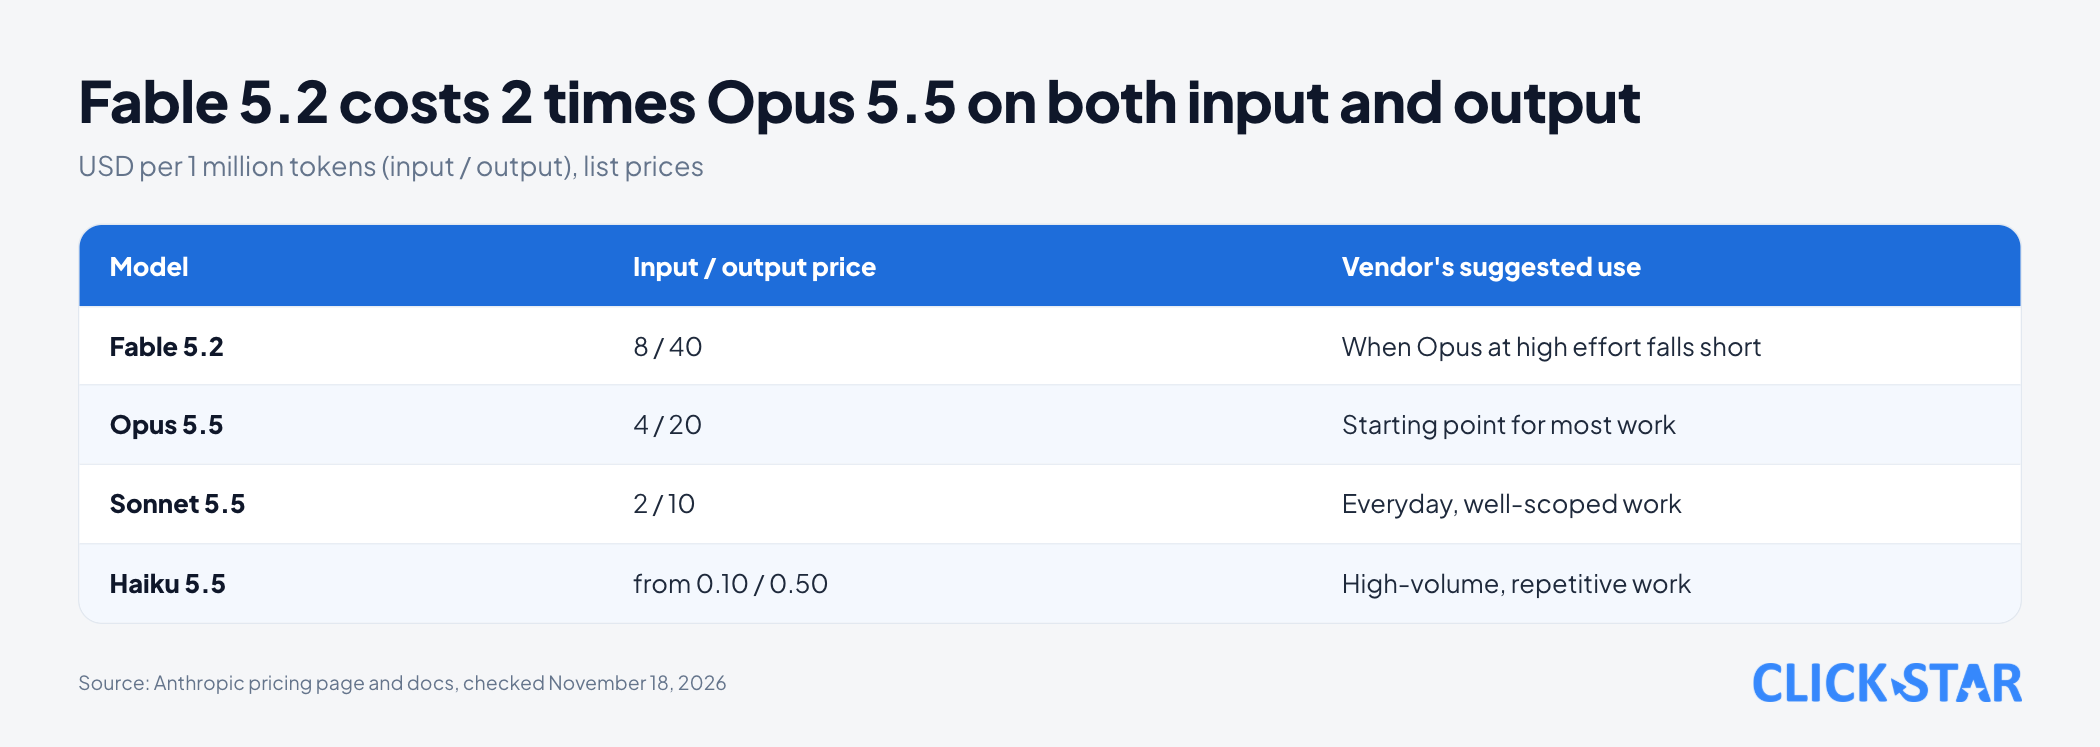 Fable 5.2 costs 2 times Opus 5.5 on both input and output
USD per 1 million tokens (input / output), list prices
Model Input / output price Vendor's suggested use
Fable 5.2 8 / 40 When Opus at high effort falls short
Opus 5.5 4 / 20 Starting point for most work
Sonnet 5.5 2 / 10 Everyday, well-scoped work
Haiku 5.5 from 0.10 / 0.50 High-volume, repetitive work
Source: Anthropic pricing page and docs, checked November 18, 2026
CLICKSTAR